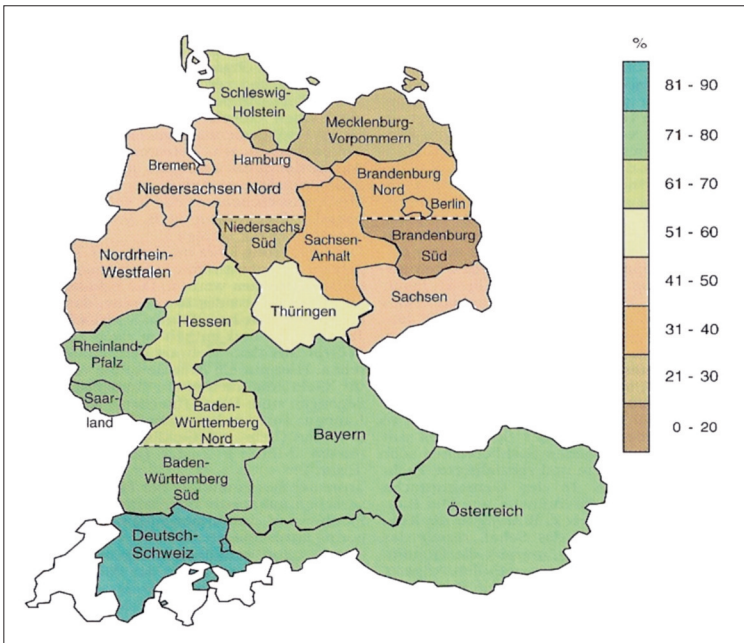 %
81 - 90
71 - 80
61 - 70
51 - 60
41 - 50
31 - 40
21 - 30
0 - 20
Schleswig-
Holstein
Mecklenburg-
Vorpommern
Hamburg
Bremen
Niedersachsen Nord
Brandenburg
Nord
Berlin
Niedersachs
Süd
Sachsen-
Anhalt
Brandenburg
Süd
Nordrhein-
Westfalen
Sachsen
Thüringen
Hessen
Rheinland-
Pfalz
Saar-
land
Baden-
Württemberg
Nord
Bayern
Baden-
Württemberg
Süd
Österreich
Deutsch-
Schweiz